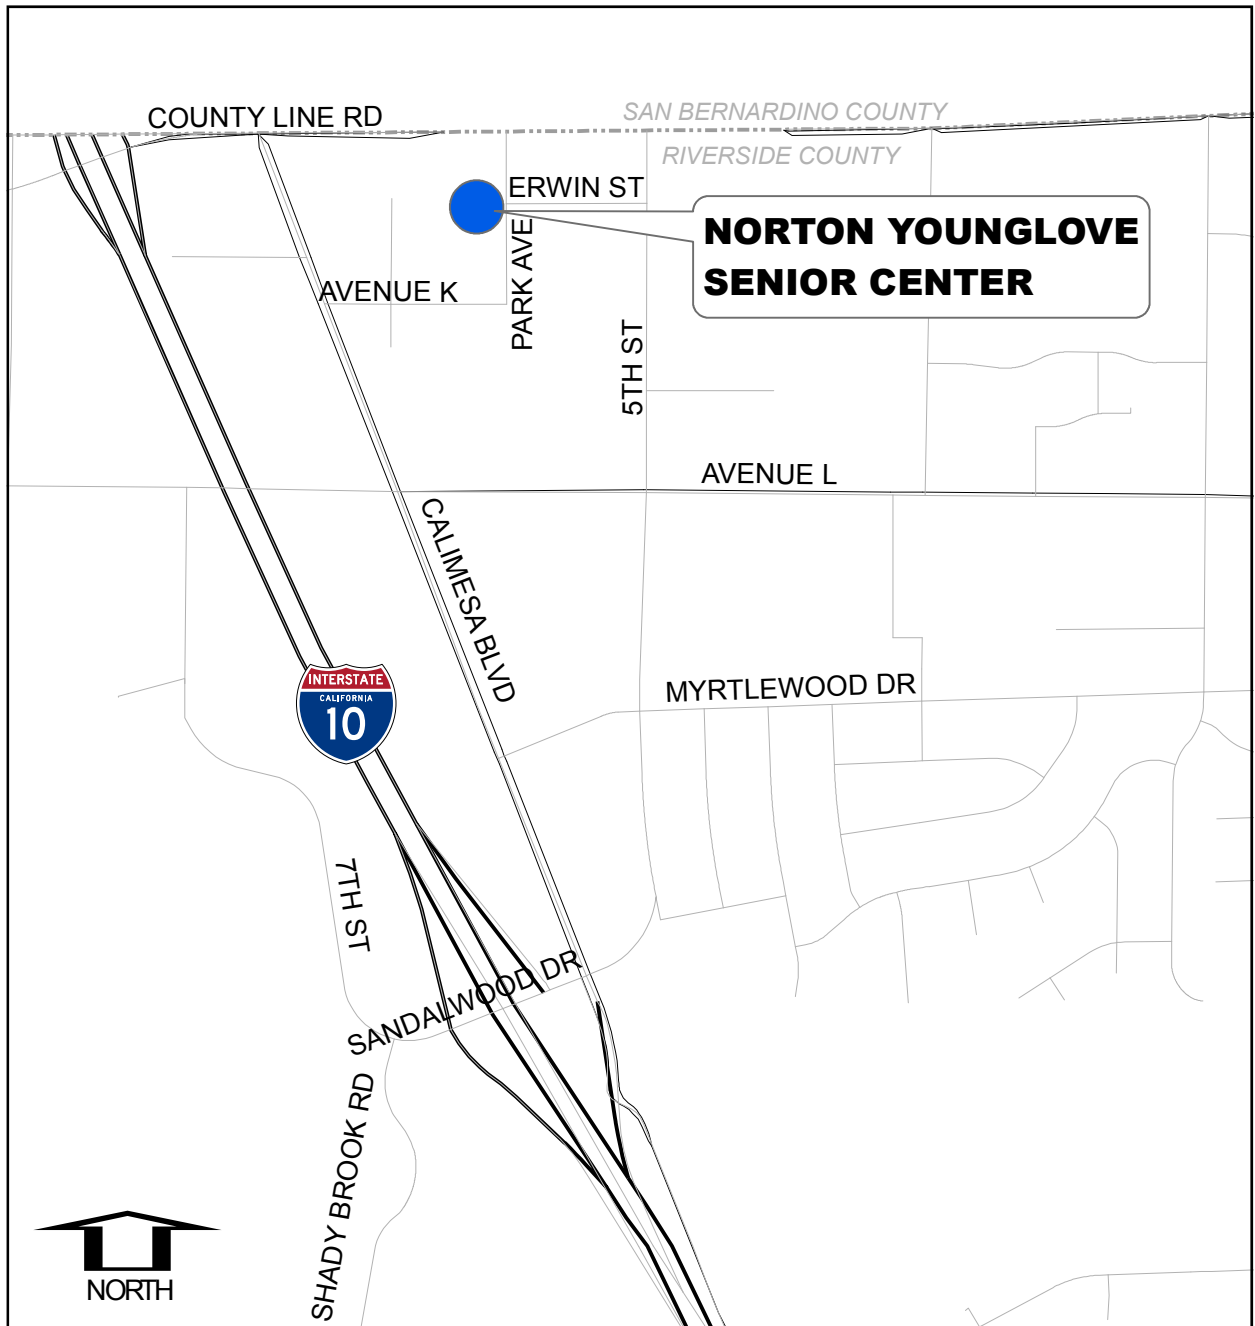 COUNTY LINE RD
SAN BERNARDINO COUNTY
RIVERSIDE COUNTY
ERWIN ST
NORTON YOUNGLOVE
SENIOR CENTER
PARK AVE
AVENUE K
5TH ST
AVENUE L
CALIMESA BLVD
INTERSTATE
CALIFORNIA
10
MYRTLEWOOD DR
7TH ST
SANDALWOOD DR
SHADY BROOK RD
NORTH